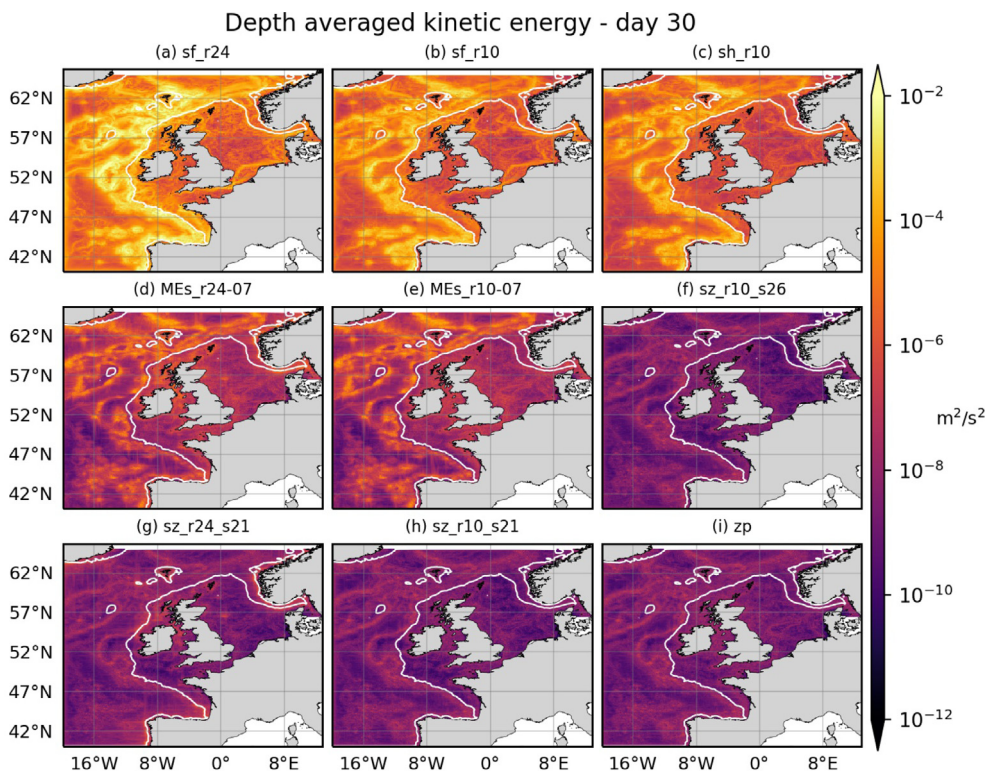 Depth averaged kinetic energy - day 30
(a) sf_r24
(b) sf_r10
(c) sh_r10
62°N
57°N
52°N
47°N
42°N
(d) MEs_r24-07
(e) MEs_r10-07
(f) sz_r10_s26
62°N
57°N
52°N
47°N
42°N
(g) sz_r24_s21
(h) sz_r10_s21
(i) zp
62°N
57°N
52°N
47°N
42°N
16°W 8°W 0° 8°E
16°W 8°W 0° 8°E
16°W 8°W 0° 8°E
10⁻²
10⁻⁴
10⁻⁶
m²/s²
10⁻⁸
10⁻¹⁰
10⁻¹²